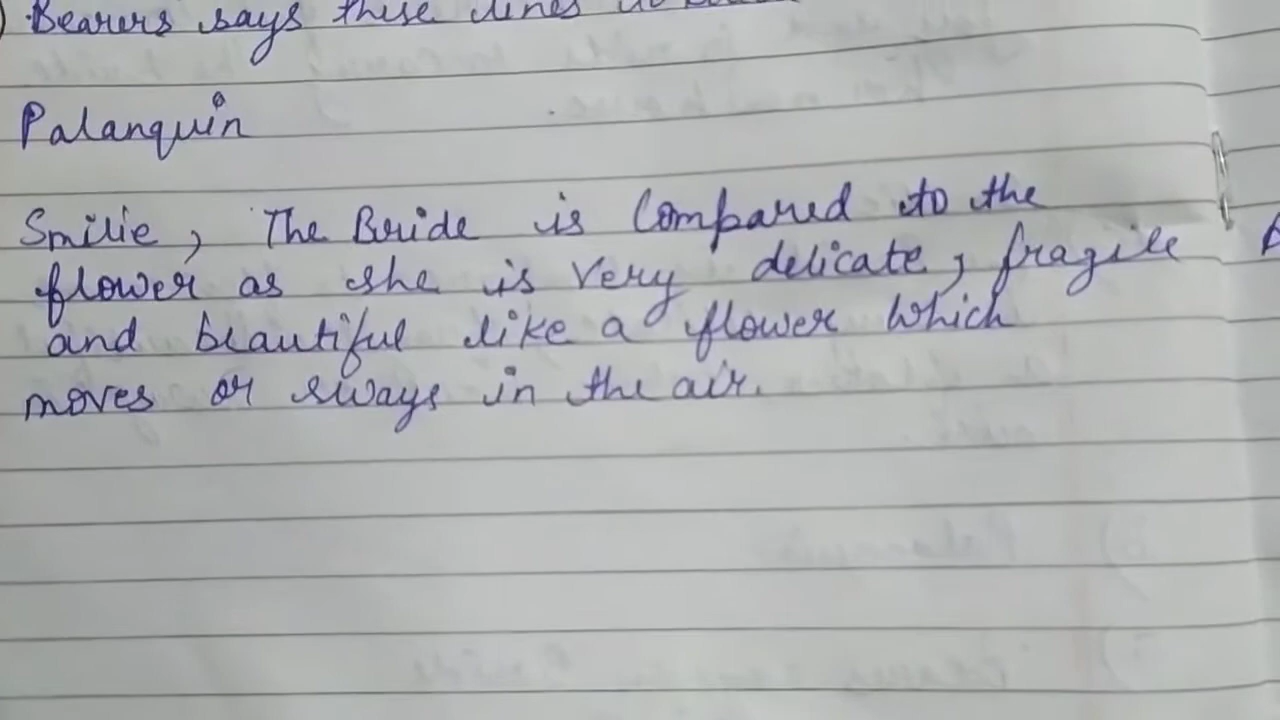 ) Bearers says these lines
Palanquin
Smilie, The Bride is Compared to the
flower as she is very delicate, fragile
and beautiful like a flower which
moves or sways in the air.